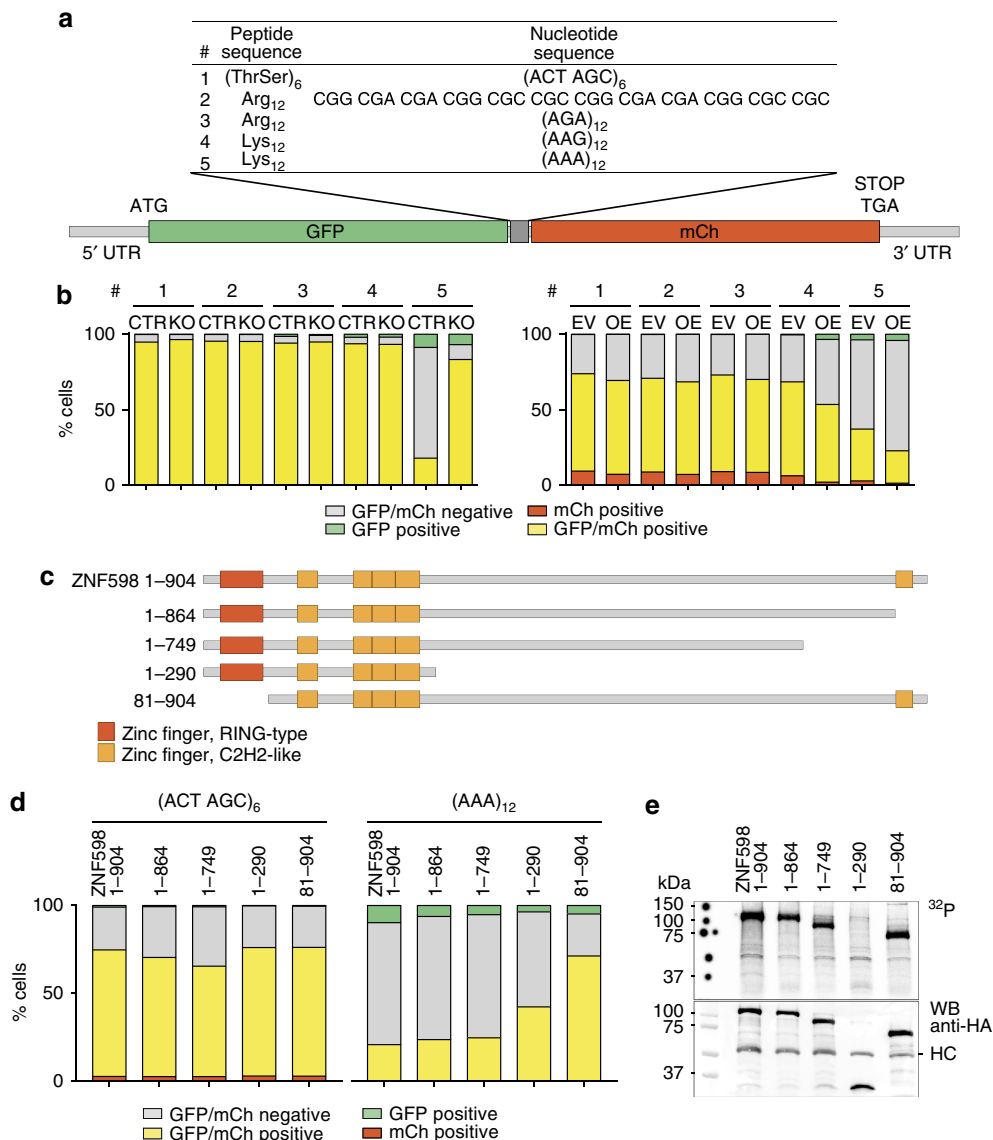 a
# Peptide sequence Nucleotide sequence
1 (ThrSer)6 (ACT AGC)6
2 Arg12 CGG CGA CGA CGG CGC CGC CGG CGA CGA CGG CGC CGC
3 Arg12 (AGA)12
4 Lys12 (AAG)12
5 Lys12 (AAA)12
ATG STOP TGA
GFP mCh
5′ UTR 3′ UTR
b
# 1 2 3 4 5
CTR KO CTR KO CTR KO CTR KO CTR KO
% cells
100
50
0
# 1 2 3 4 5
EV OE EV OE EV OE EV OE EV OE
% cells
100
50
0
GFP/mCh negative mCh positive
GFP positive GFP/mCh positive
c
ZNF598 1–904
1–864
1–749
1–290
81–904
Zinc finger, RING-type
Zinc finger, C2H2-like
d
(ACT AGC)6 (AAA)12
ZNF598 1–904 1–864 1–749 1–290 81–904
ZNF598 1–904 1–864 1–749 1–290 81–904
% cells
100
50
0
100
50
0
GFP/mCh negative GFP positive
GFP/mCh positive mCh positive
e
ZNF598 1–904 1–864 1–749 1–290 81–904
kDa
150
100
75
37
32P
100
75
37
WB anti-HA
HC